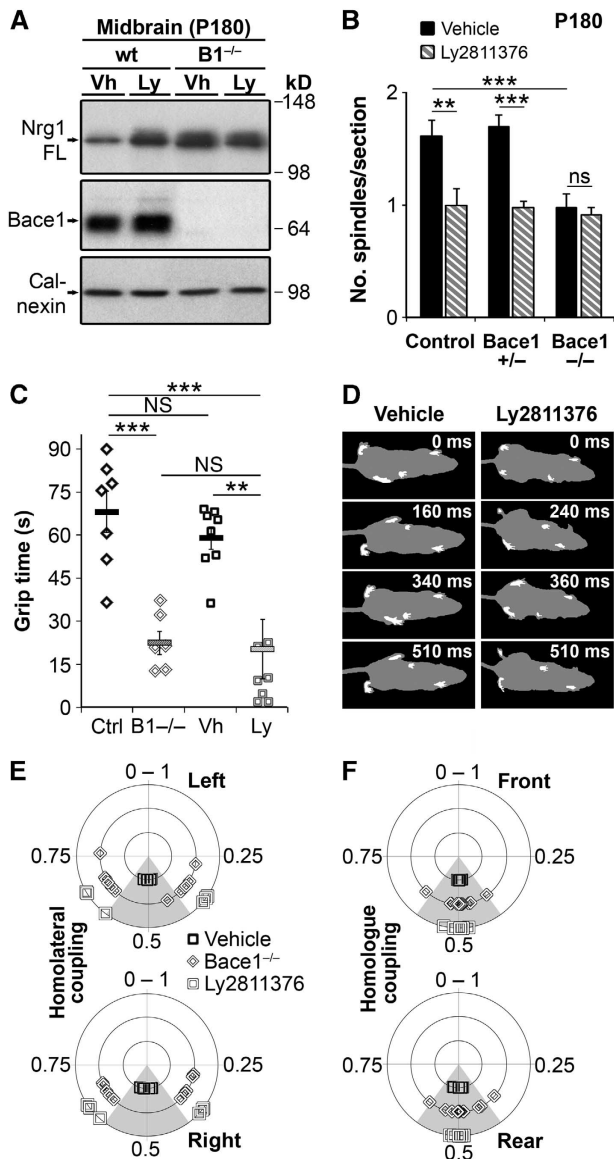 A
Midbrain (P180)
wt B1–/–
Vh Ly Vh Ly kD
Nrg1
FL
148
98
Bace1
64
Cal-
nexin
98
B
P180
Vehicle
Ly2811376
No. spindles/section
2
1
0
***
** *** ns
Control Bace1 Bace1
+/– –/–
C
***
NS
*** NS
**
Grip time (s)
90
75
60
45
30
15
0
Ctrl B1–/– Vh Ly
D
Vehicle Ly2811376
0 ms 0 ms
160 ms 240 ms
340 ms 360 ms
510 ms 510 ms
E
0 – 1
Left
0.75 0.25
0.5
Homolateral
coupling
Vehicle
Bace1–/–
Ly2811376
0 – 1
0.75 0.25
0.5
Right
F
0 – 1
Front
0.75 0.25
0.5
Homologue
coupling
0 – 1
0.75 0.25
0.5
Rear